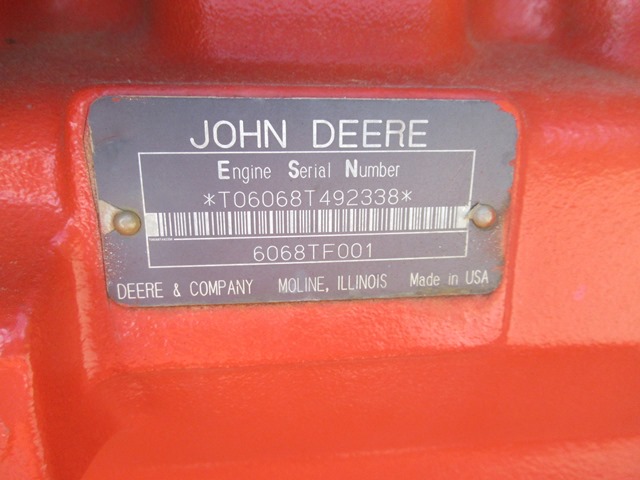 JOHN DEERE
Engine Serial Number
*T06068T492338*
6068TF001
DEERE & COMPANY MOLINE, ILLINOIS Made in USA